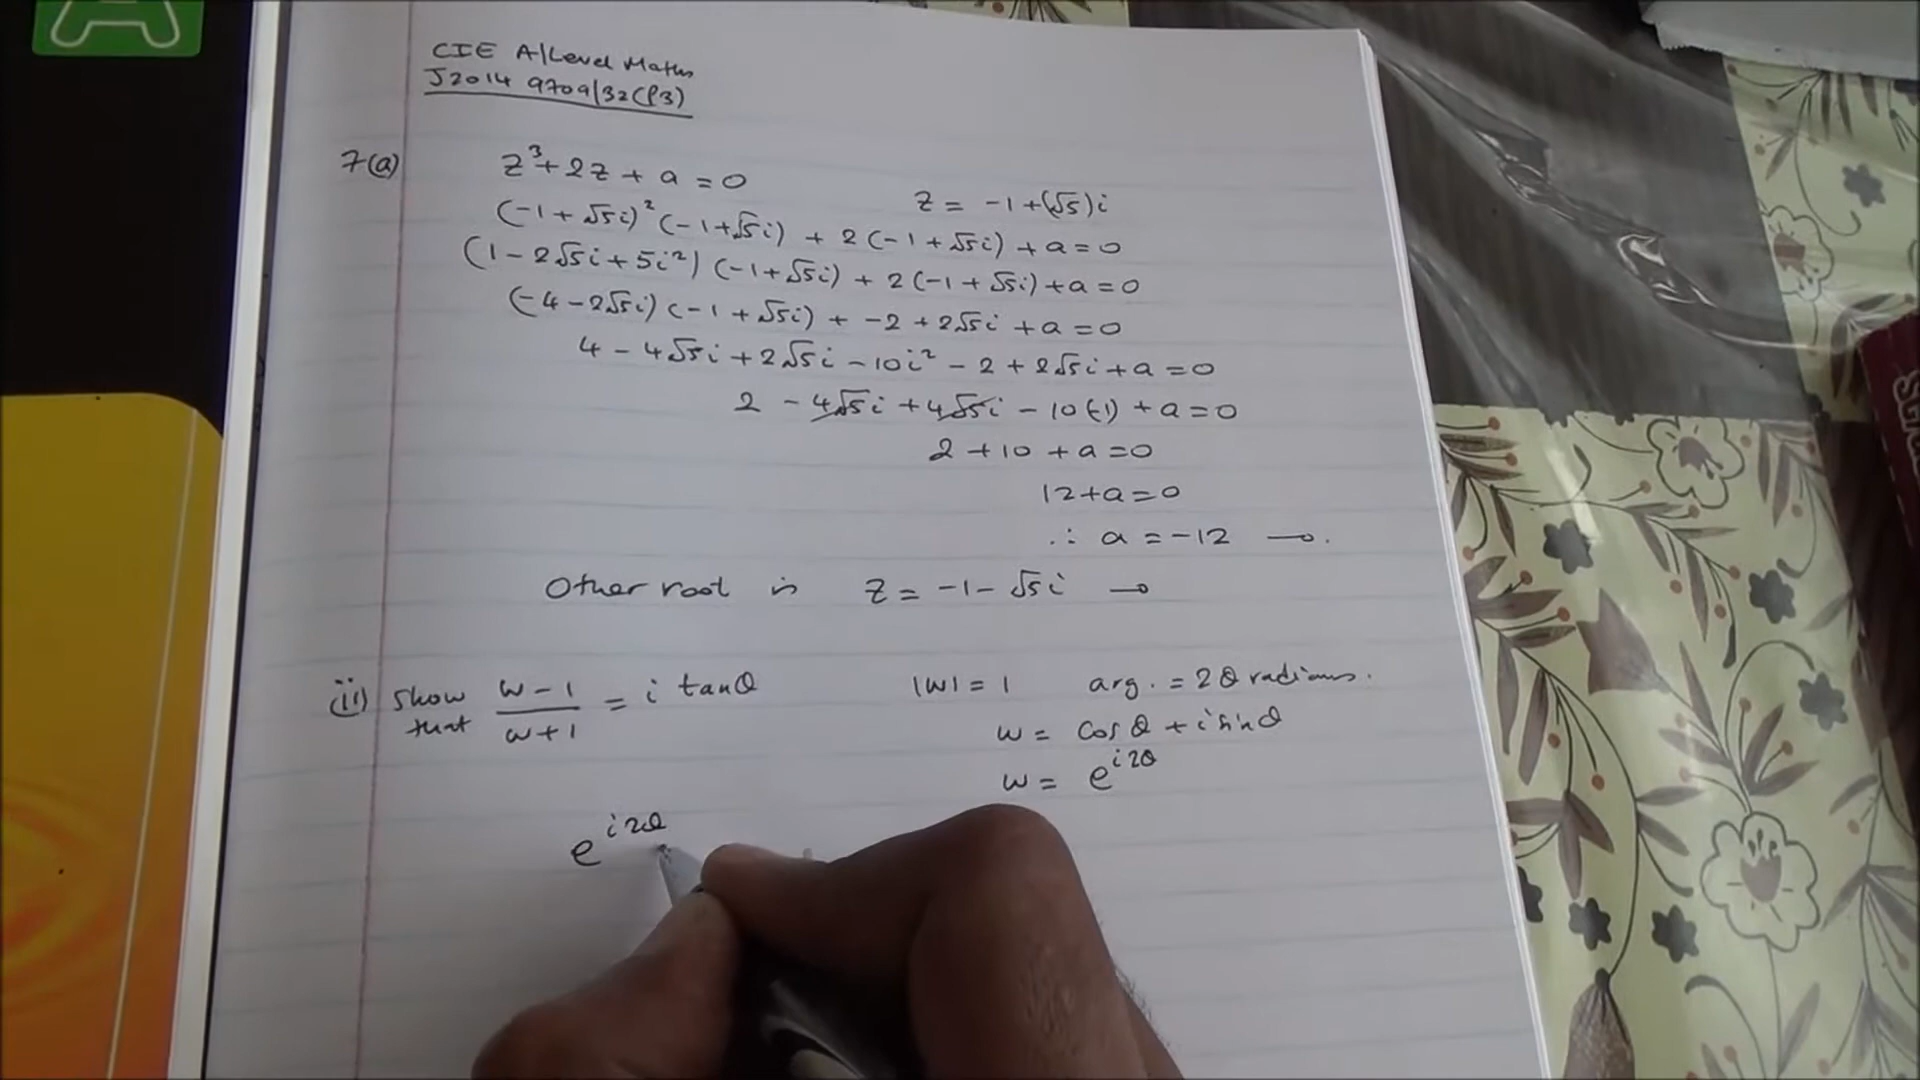 A
CIE A/Level Maths
J2014 9709/32(P3)
7(a) z³+2z + a = 0
z = -1+(√5)i
(-1+√5i)²(-1+√5i) + 2(-1+√5i) + a = 0
(1-2√5i+5i²)(-1+√5i) + 2(-1+√5i)+a = 0
(-4-2√5i)(-1+√5i) + -2+2√5i + a = 0
4 - 4√5i + 2√5i - 10i² - 2 + 2√5i + a = 0
2 - 4√5i + 4√5i - 10(-1) + a = 0
2 + 10 + a = 0
12+a = 0
∴ a = -12
Other root is z = -1 - √5i
(ii) Show that w-1/w+1 = i tanθ
|w| = 1 arg. = 2θ radians.
w = cosθ + i sinθ
w = e^i2θ
e^i2θ